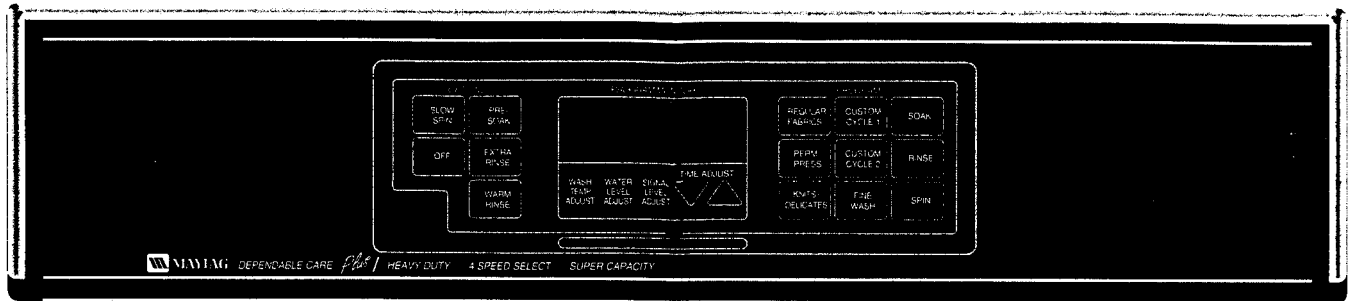 SLOW SPIN
PRE-SOAK
OFF
EXTRA RINSE
WARM RINSE
WASH TEMP ADJUST
WATER LEVEL ADJUST
SIGNAL LEVEL ADJUST
TIME ADJUST
REGULAR FABRICS
CUSTOM CYCLE 1
SOAK
PERM PRESS
CUSTOM CYCLE 2
RINSE
KNITS/DELICATES
FINE WASH
SPIN
MAYTAG DEPENDABLE CARE Plus / HEAVY DUTY 4 SPEED SELECT SUPER CAPACITY